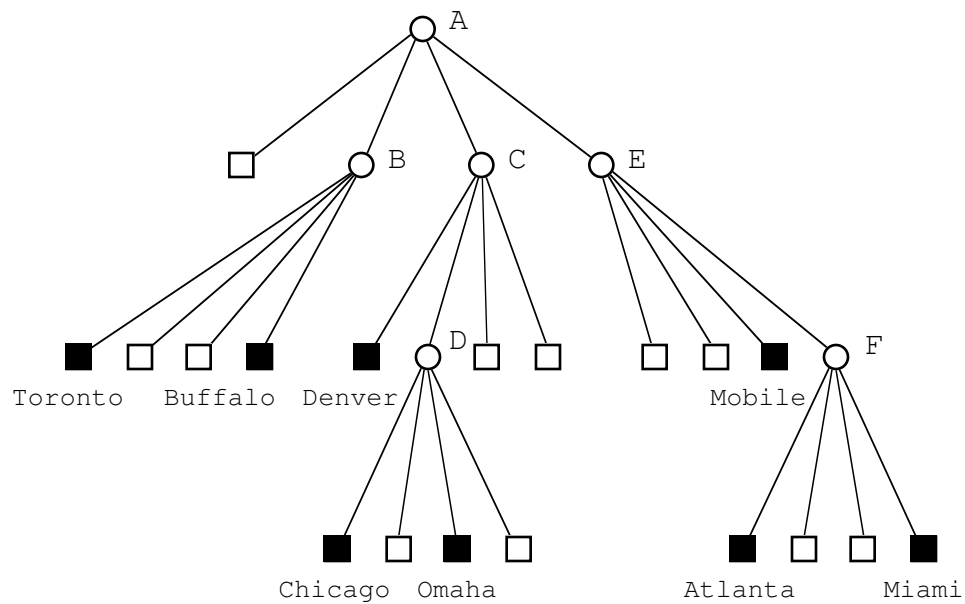 A
B C E
D F
Toronto Buffalo Denver Mobile
Chicago Omaha Atlanta Miami